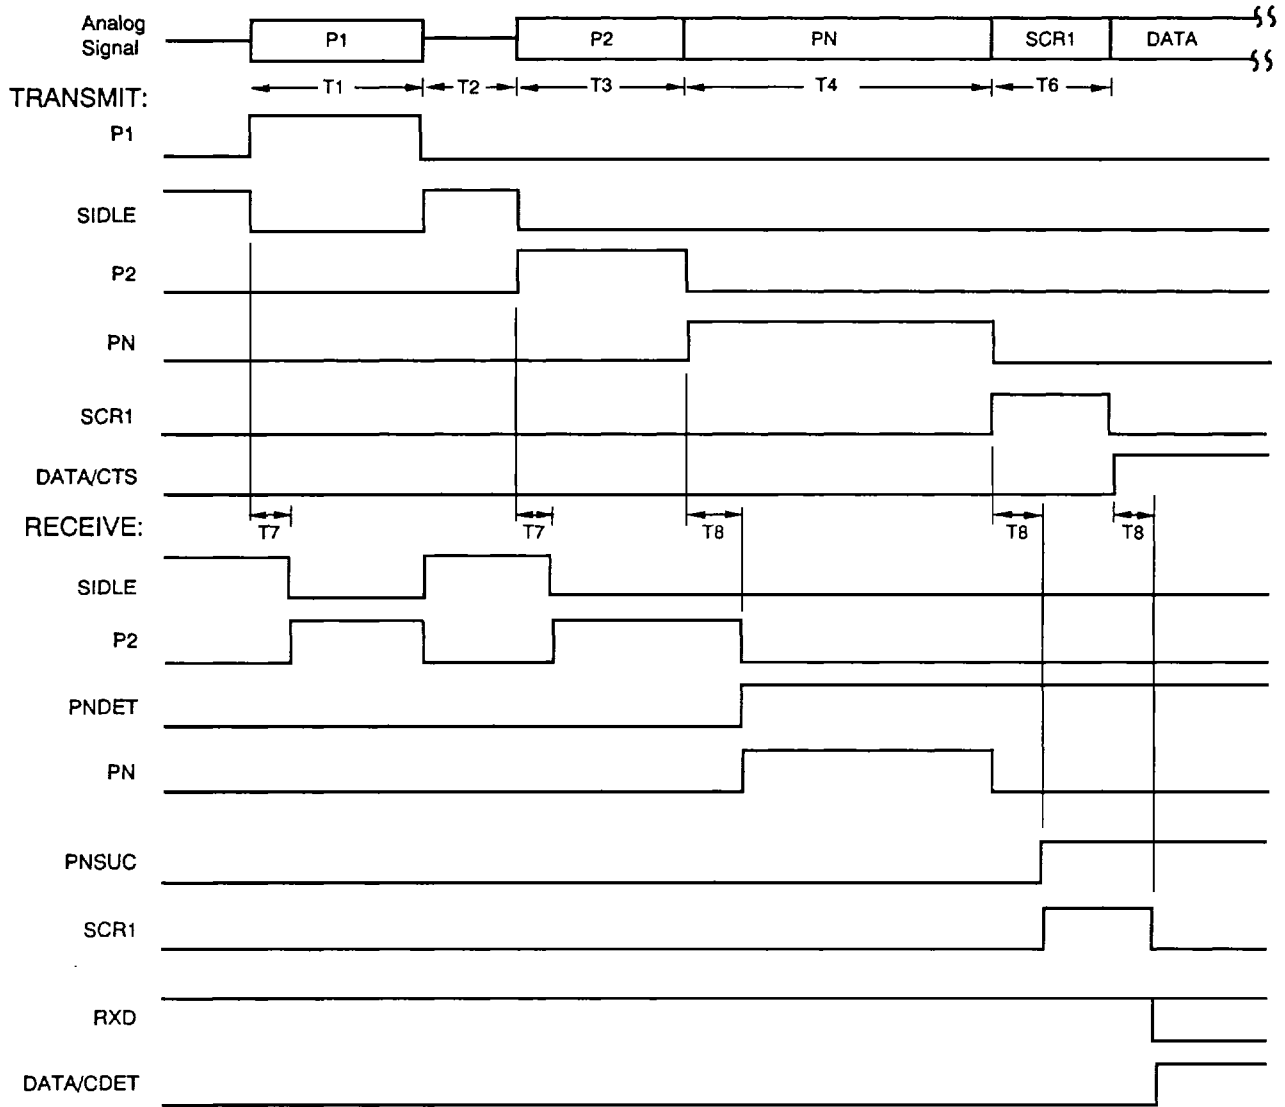 Analog
Signal
P1
P2
PN
SCR1
DATA
T1
T2
T3
T4
T6
TRANSMIT:
P1
SIDLE
P2
PN
SCR1
DATA/CTS
RECEIVE:
T7
T7
T8
T8
T8
SIDLE
P2
PNDET
PN
PNSUC
SCR1
RXD
DATA/CDET